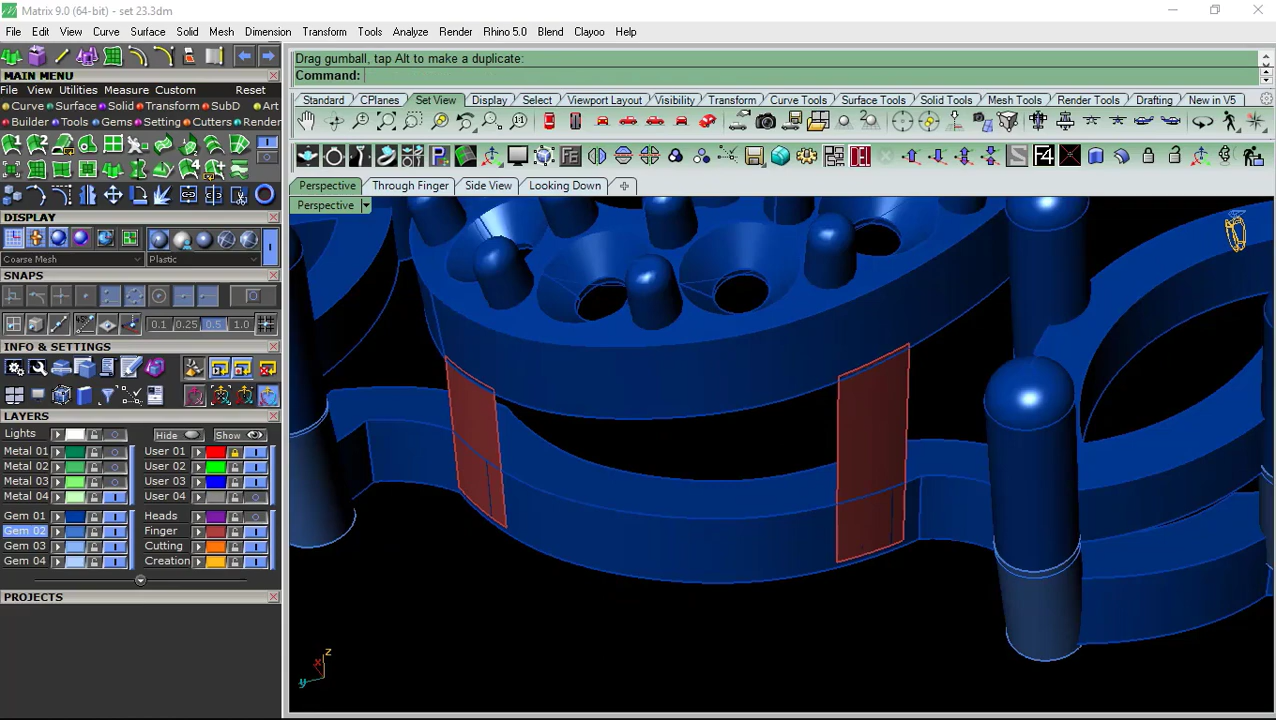 Matrix 9.0 (64-bit) - set 23.3dm
File Edit View Curve Surface Solid Mesh Dimension Transform Tools Analyze Render Rhino 5.0 Blend Clayoo Help
Drag gumball, tap Alt to make a duplicate:
Command:
MAIN MENU
File View Utilities Measure Custom Reset
Curve Surface Solid Transform SubD Art
Builder Tools Gems Setting Cutters Render
Standard CPlanes Set View Display Select Viewport Layout Visibility Transform Curve Tools Surface Tools Solid Tools Mesh Tools Render Tools Drafting New in V5
Perspective Through Finger Side View Looking Down
Perspective
DISPLAY
Coarse Mesh Plastic
SNAPS
0.1 0.25 0.5 1.0
INFO & SETTINGS
LAYERS
Lights Hide Show
Metal 01 User 01
Metal 02 User 02
Metal 03 User 03
Metal 04 User 04
Gem 01 Heads
Gem 02 Finger
Gem 03 Cutting
Gem 04 Creation
PROJECTS
z
x
y